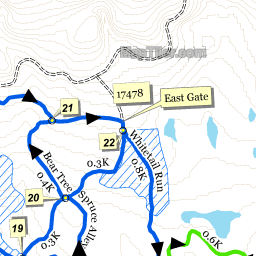 17478
East Gate
21
22
Whitetail Run
0.3K
0.8K
Bear Tree
0.4K
Spruce Alley
20
19
0.3K
0.6K